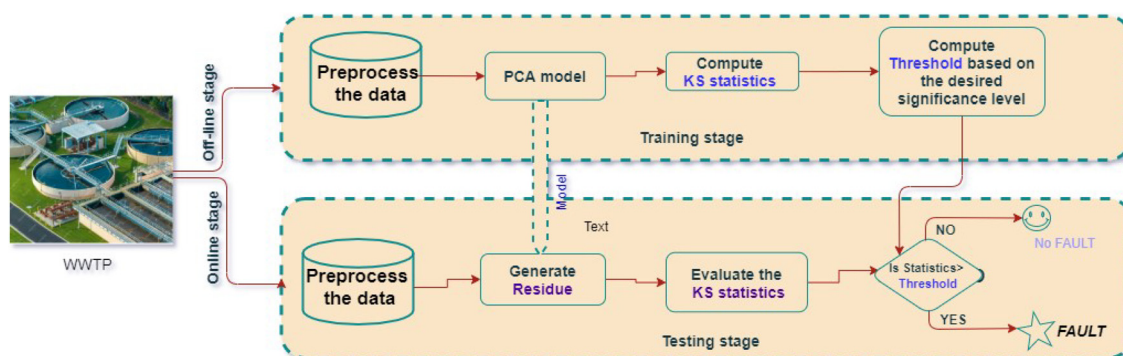 Off-line stage
Preprocess
the data
PCA model
Compute
KS statistics
Compute
Threshold based on
the desired
significance level
Training stage
WWTP
Model
Text
Online stage
Preprocess
the data
Generate
Residue
Evaluate the
KS statistics
Is Statistics>
Threshold
NO
No FAULT
YES
FAULT
Testing stage